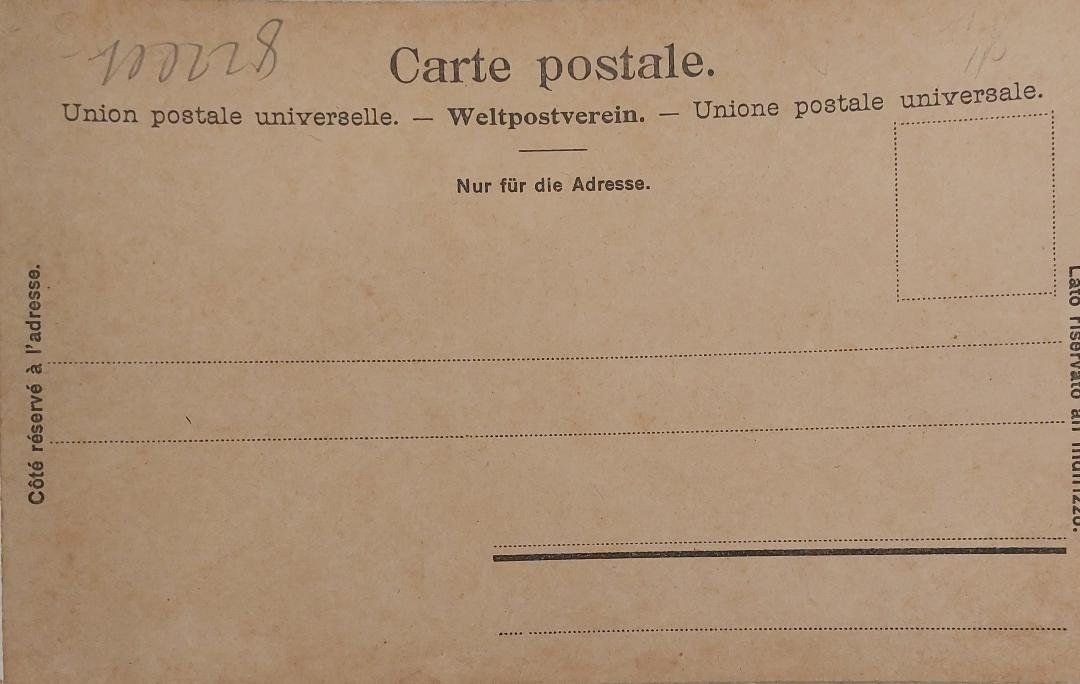 Carte postale.
Union postale universelle. — Weltpostverein. — Unione postale universale.
Nur für die Adresse.
Côté réservé à l'adresse.
Lato riservato all'indirizzo.